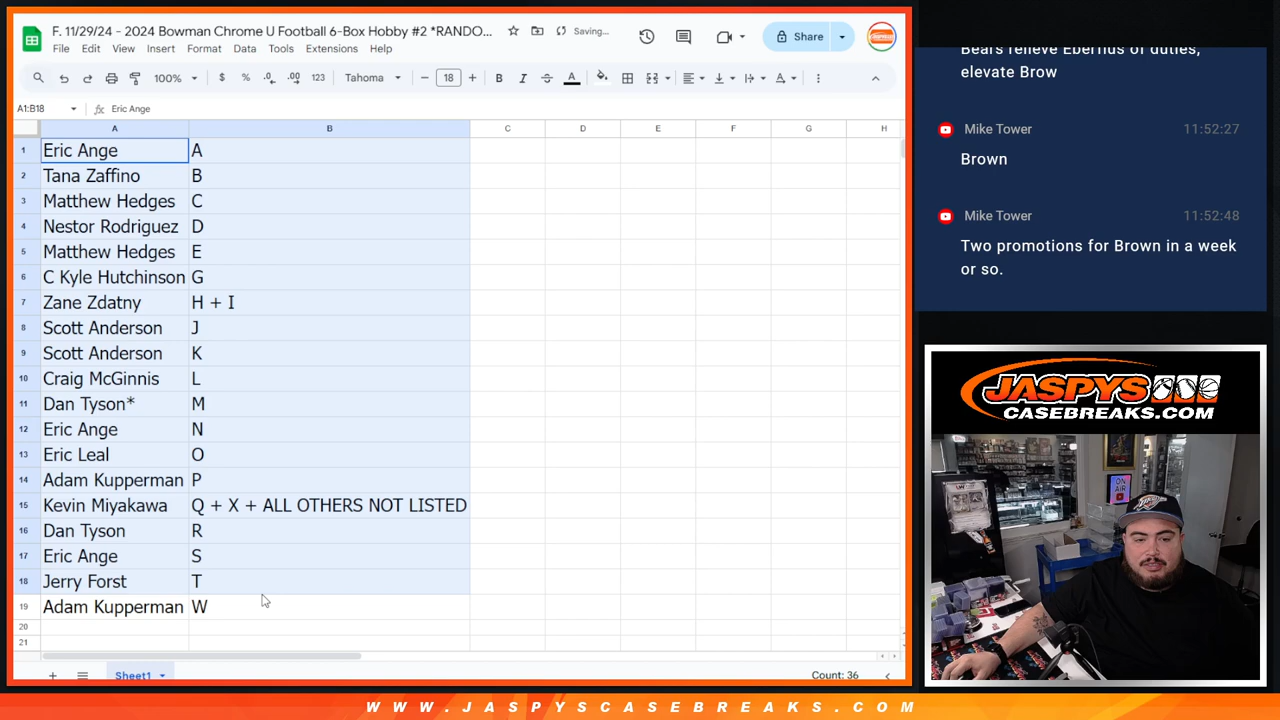 F. 11/29/24 - 2024 Bowman Chrome U Football 6-Box Hobby #2 *RANDO... Saving...
File Edit View Insert Format Data Tools Extensions Help
Share
100% $ % .0 .00 123 Tahoma 18 B I A
A1:B18 fx Eric Ange
A B C D E F G H
1 Eric Ange A
2 Tana Zaffino B
3 Matthew Hedges C
4 Nestor Rodriguez D
5 Matthew Hedges E
6 C Kyle Hutchinson G
7 Zane Zdatny H + I
8 Scott Anderson J
9 Scott Anderson K
10 Craig McGinnis L
11 Dan Tyson* M
12 Eric Ange N
13 Eric Leal O
14 Adam Kupperman P
15 Kevin Miyakawa Q + X + ALL OTHERS NOT LISTED
16 Dan Tyson R
17 Eric Ange S
18 Jerry Forst T
19 Adam Kupperman W
20
21
Sheet1
Count: 36
Bears relieve Eberflus of duties,
elevate Brow
Mike Tower 11:52:27
Brown
Mike Tower 11:52:48
Two promotions for Brown in a week
or so.
JASPYS
CASEBREAKS.COM
ON AIR
WWW.JASPYSCASEBREAKS.COM